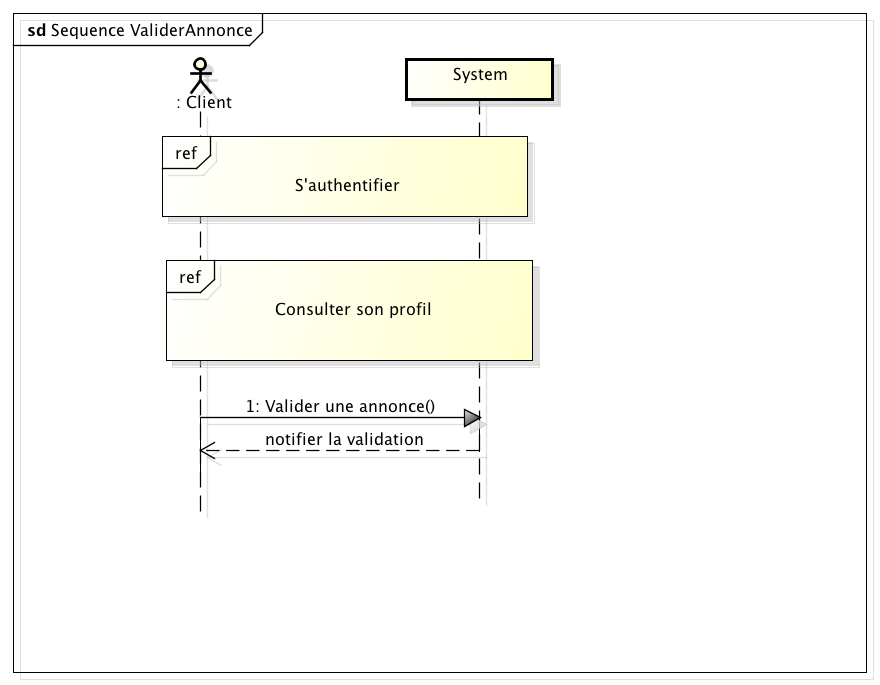 sd Sequence ValiderAnnonce
: Client
System
ref
S'authentifier
ref
Consulter son profil
1: Valider une annonce()
notifier la validation